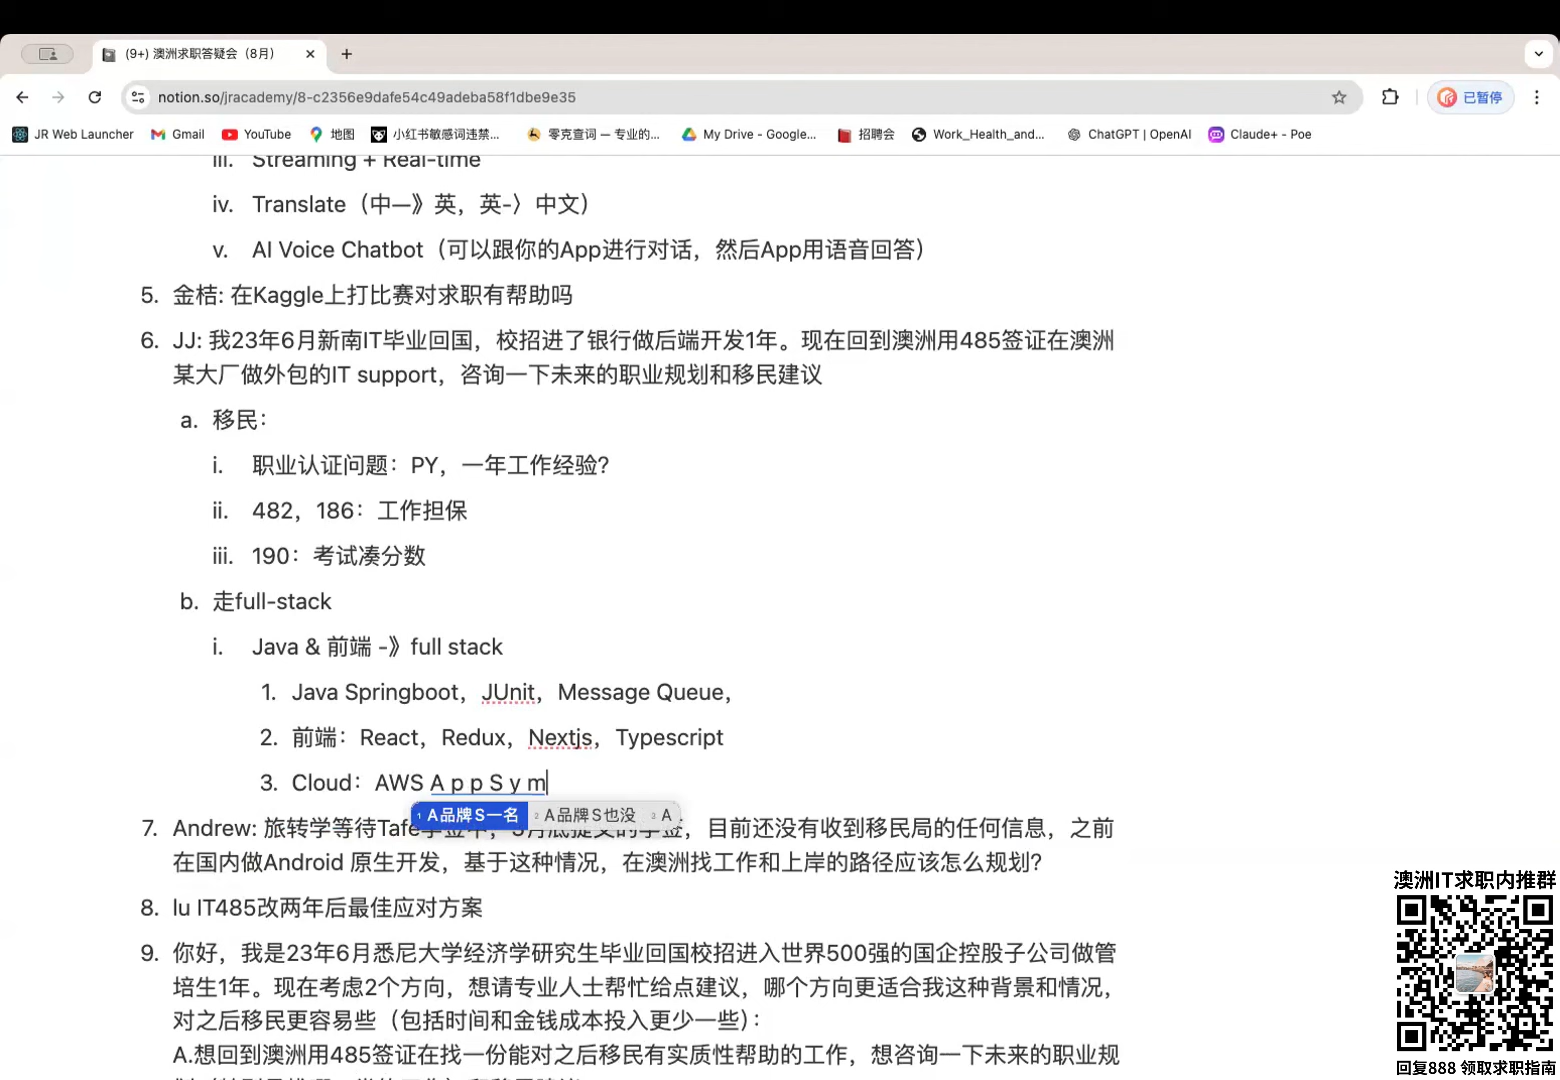 (9+) 澳洲求职答疑会（8月）
notion.so/jracademy/8-c2356e9dafe54c49adeba58f1dbe9e35
已暂停
JR Web Launcher
Gmail
YouTube
地图
小红书敏感词违禁...
零克查词 — 专业的...
My Drive - Google...
招聘会
Work_Health_and...
ChatGPT | OpenAI
Claude+ - Poe
iii. Streaming + Real-time
iv. Translate（中—》英，英-〉中文）
v. AI Voice Chatbot（可以跟你的App进行对话，然后App用语音回答）
5. 金桔: 在Kaggle上打比赛对求职有帮助吗
6. JJ: 我23年6月新南IT毕业回国，校招进了银行做后端开发1年。现在回到澳洲用485签证在澳洲
某大厂做外包的IT support，咨询一下未来的职业规划和移民建议
a. 移民：
i. 职业认证问题：PY，一年工作经验?
ii. 482，186：工作担保
iii. 190：考试凑分数
b. 走full-stack
i. Java & 前端 -》full stack
1. Java Springboot，JUnit，Message Queue，
2. 前端：React，Redux，Nextjs，Typescript
3. Cloud：AWS A p p S y m
1 A品牌S一名 2 A品牌S也没 3 A
7. Andrew: 旅转学等待Tafe学签中，5月底提交的学签，目前还没有收到移民局的任何信息，之前
在国内做Android 原生开发，基于这种情况，在澳洲找工作和上岸的路径应该怎么规划?
8. lu IT485改两年后最佳应对方案
9. 你好，我是23年6月悉尼大学经济学研究生毕业回国校招进入世界500强的国企控股子公司做管
培生1年。现在考虑2个方向，想请专业人士帮忙给点建议，哪个方向更适合我这种背景和情况，
对之后移民更容易些（包括时间和金钱成本投入更少一些）：
A.想回到澳洲用485签证在找一份能对之后移民有实质性帮助的工作，想咨询一下未来的职业规
澳洲IT求职内推群
回复888 领取求职指南